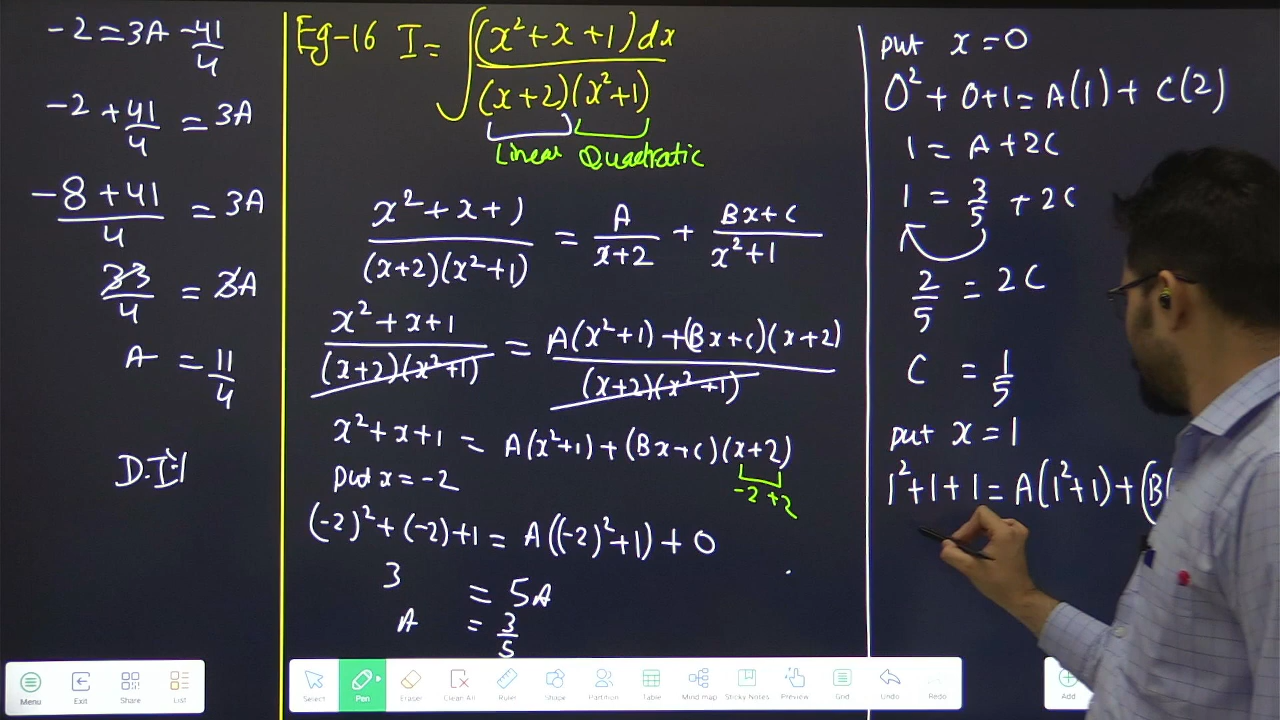 -2 = 3A - 41/4
-2 + 41/4 = 3A
-8 + 41/4 = 3A
33/4 = 3A
A = 11/4
D.I:-1
Eg-16 I = ∫ (x² + x + 1) dx / (x+2)(x²+1)
Linear Quadratic
x² + x + 1 / (x+2)(x²+1) = A / x+2 + Bx+C / x²+1
x² + x + 1 / (x+2)(x²+1) = A(x²+1) + (Bx+C)(x+2) / (x+2)(x²+1)
x² + x + 1 = A(x²+1) + (Bx+C)(x+2)
put x = -2
-2 +2
(-2)² + (-2) + 1 = A((-2)² + 1) + 0
3 = 5A
A = 3/5
put x = 0
0² + 0 + 1 = A(1) + C(2)
1 = A + 2C
1 = 3/5 + 2C
2/5 = 2C
C = 1/5
put x = 1
1² + 1 + 1 = A(1² + 1) + (B(
Menu Exit Share List
Select Pen Eraser Clear All Ruler Shape Partition Table Mind map Sticky Notes Preview Grid Undo Redo
Add